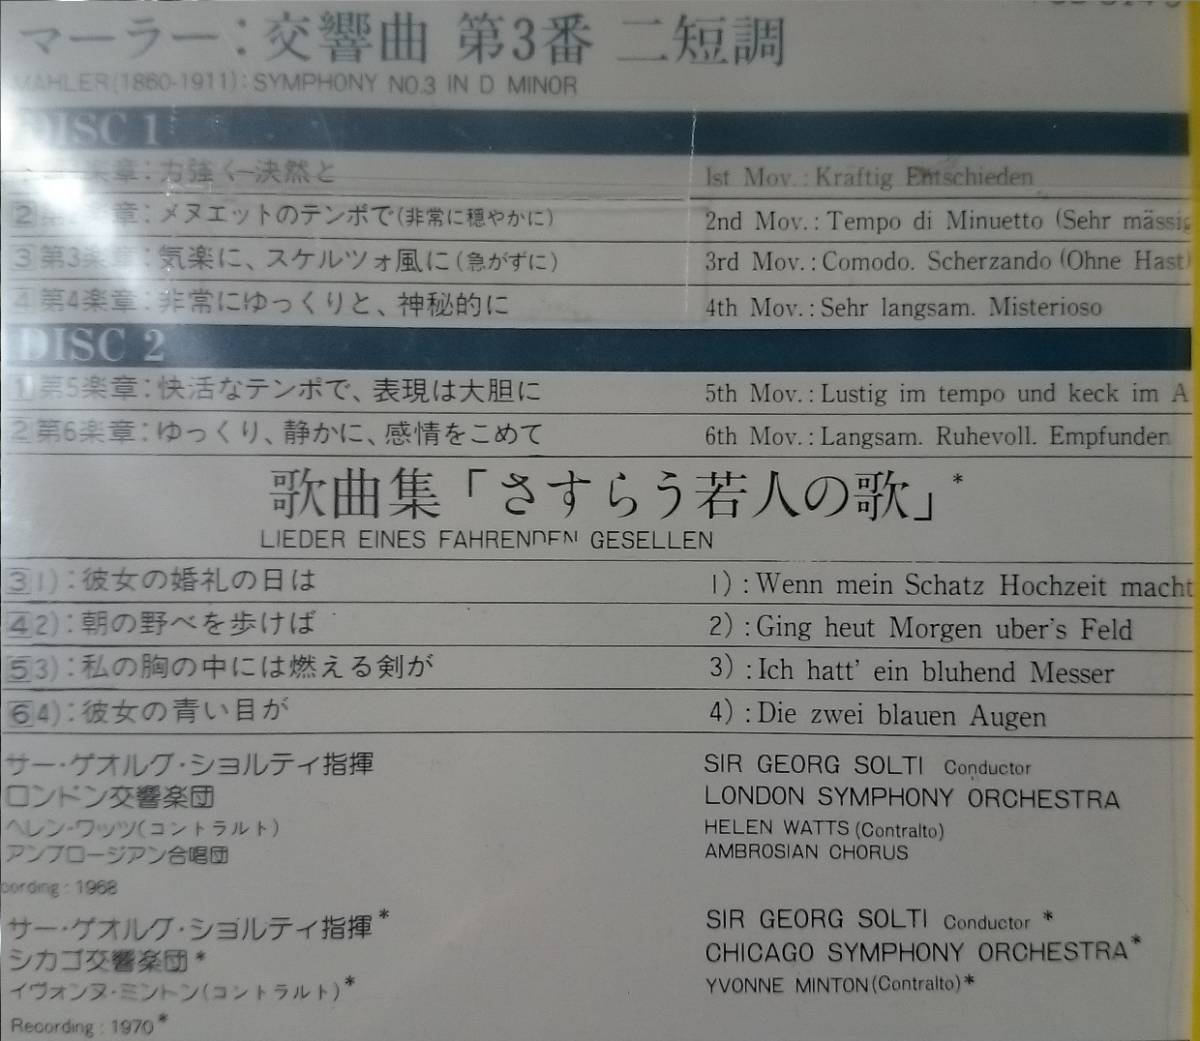 マーラー：交響曲 第3番 二短調
MAHLER(1860-1911)：SYMPHONY NO.3 IN D MINOR
DISC 1
楽章：力強く—決然と 1st Mov.：Kraftig Entschieden
2 第2楽章：メヌエットのテンポで(非常に穏やかに) 2nd Mov.：Tempo di Minuetto (Sehr mässig
3 第3楽章：気楽に、スケルツォ風に(急がずに) 3rd Mov.：Comodo. Scherzando (Ohne Hast)
4 第4楽章：非常にゆっくりと、神秘的に 4th Mov.：Sehr langsam. Misterioso
DISC 2
1 第5楽章：快活なテンポで、表現は大胆に 5th Mov.：Lustig im tempo und keck im A
2 第6楽章：ゆっくり、静かに、感情をこめて 6th Mov.：Langsam. Ruhevoll. Empfunden
歌曲集「さすらう若人の歌」*
LIEDER EINES FAHRENDEN GESELLEN
3 1)：彼女の婚礼の日は 1)：Wenn mein Schatz Hochzeit macht
4 2)：朝の野べを歩けば 2)：Ging heut Morgen uber's Feld
5 3)：私の胸の中には燃える剣が 3)：Ich hatt' ein bluhend Messer
6 4)：彼女の青い目が 4)：Die zwei blauen Augen
サー・ゲオルグ・ショルティ指揮 SIR GEORG SOLTI Conductor
ロンドン交響楽団 LONDON SYMPHONY ORCHESTRA
ヘレン・ワッツ(コントラルト) HELEN WATTS (Contralto)
アンブロージアン合唱団 AMBROSIAN CHORUS
cording：1968
サー・ゲオルグ・ショルティ指揮* SIR GEORG SOLTI Conductor *
シカゴ交響楽団* CHICAGO SYMPHONY ORCHESTRA*
イヴォンヌ・ミントン(コントラルト)* YVONNE MINTON (Contralto)*
Recording：1970*